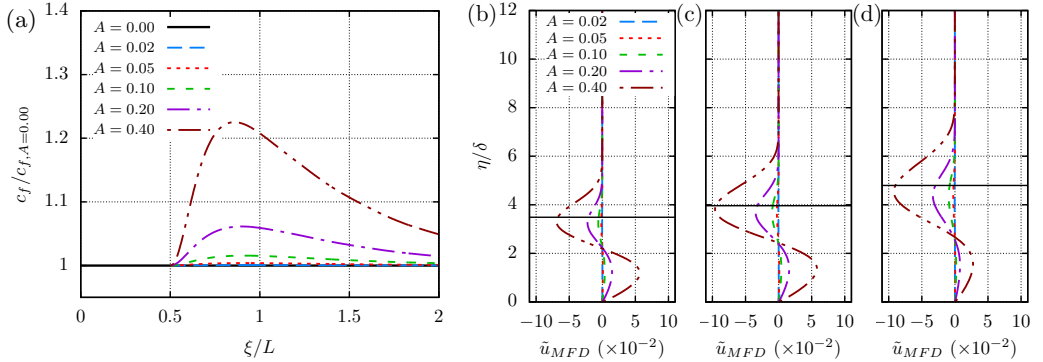 (a)
c_f/c_{f,A=0.00}
1.4
1.3
1.2
1.1
1
A = 0.00
A = 0.02
A = 0.05
A = 0.10
A = 0.20
A = 0.40
0 0.5 1 1.5 2
ξ/L
(b)
η/δ
12
10
8
6
4
2
0
A = 0.02
A = 0.05
A = 0.10
A = 0.20
A = 0.40
−10 −5 0 5 10
ũ_{MFD} (×10^{−2})
(c)
−10 −5 0 5 10
ũ_{MFD} (×10^{−2})
(d)
−10 −5 0 5 10
ũ_{MFD} (×10^{−2})